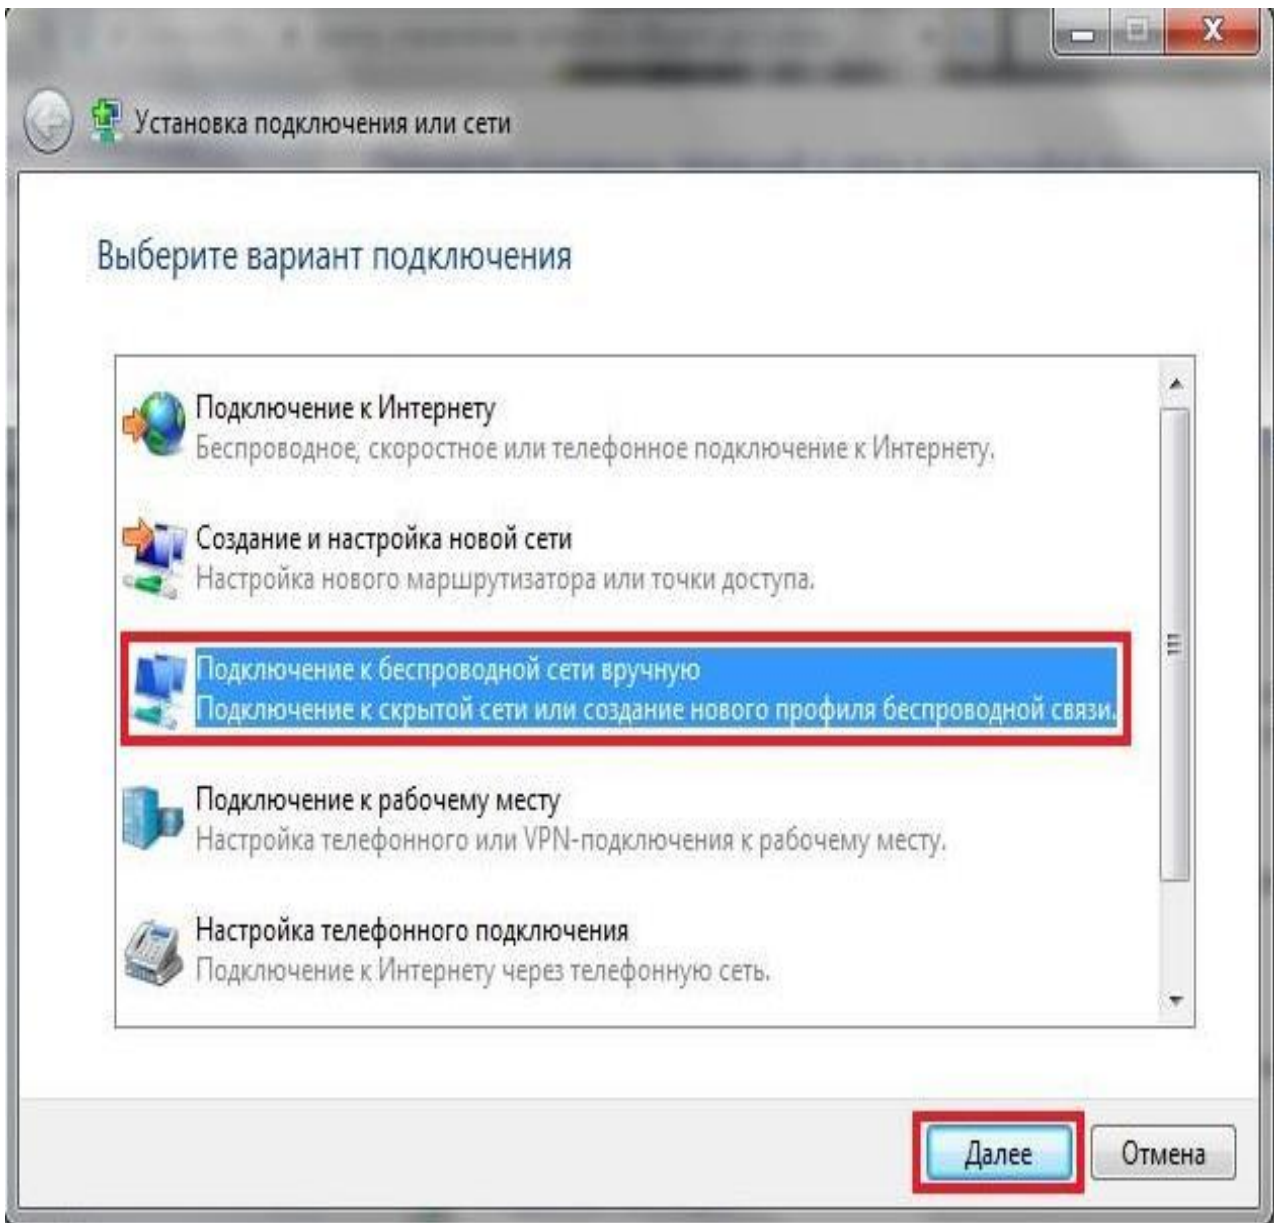 Установка подключения или сети
Выберите вариант подключения
Подключение к Интернету
Беспроводное, скоростное или телефонное подключение к Интернету.
Создание и настройка новой сети
Настройка нового маршрутизатора или точки доступа.
Подключение к беспроводной сети вручную
Подключение к скрытой сети или создание нового профиля беспроводной связи.
Подключение к рабочему месту
Настройка телефонного или VPN-подключения к рабочему месту.
Настройка телефонного подключения
Подключение к Интернету через телефонную сеть.
Далее
Отмена